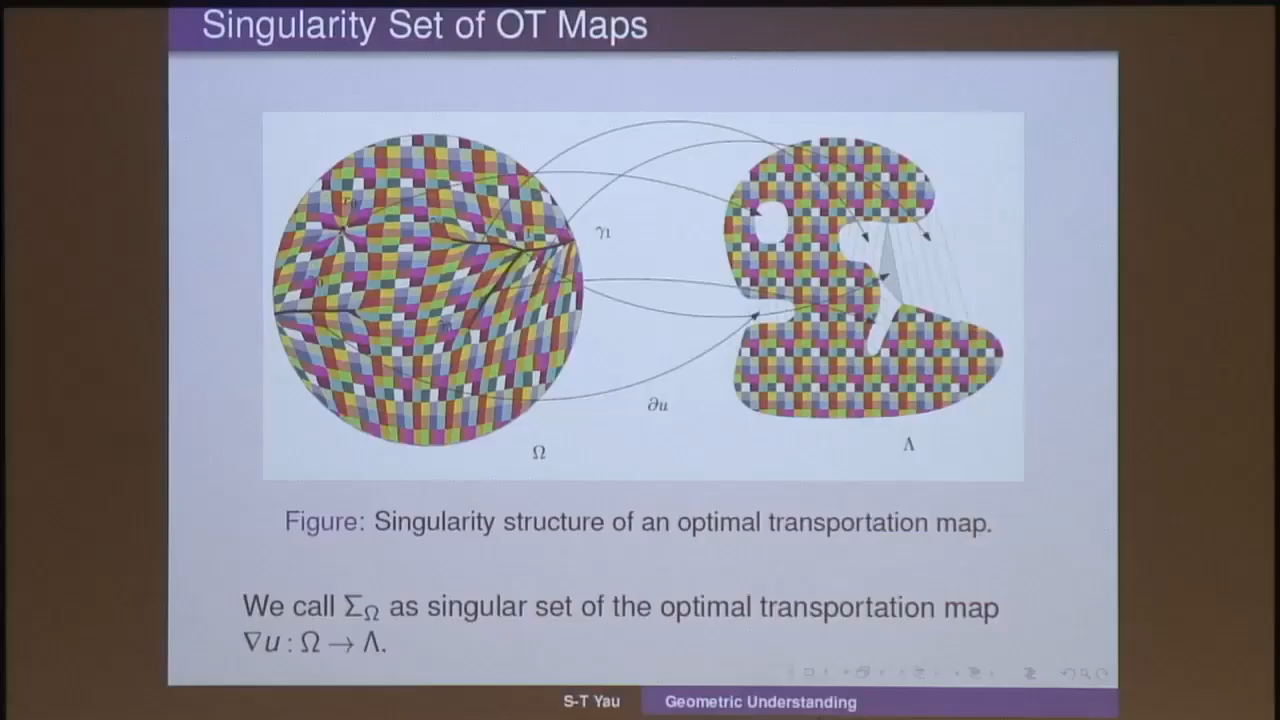 Singularity Set of OT Maps
γ₁
∂u
Ω
Λ
Figure: Singularity structure of an optimal transportation map.
We call Σ_Ω as singular set of the optimal transportation map
∇u : Ω → Λ.
S-T Yau
Geometric Understanding